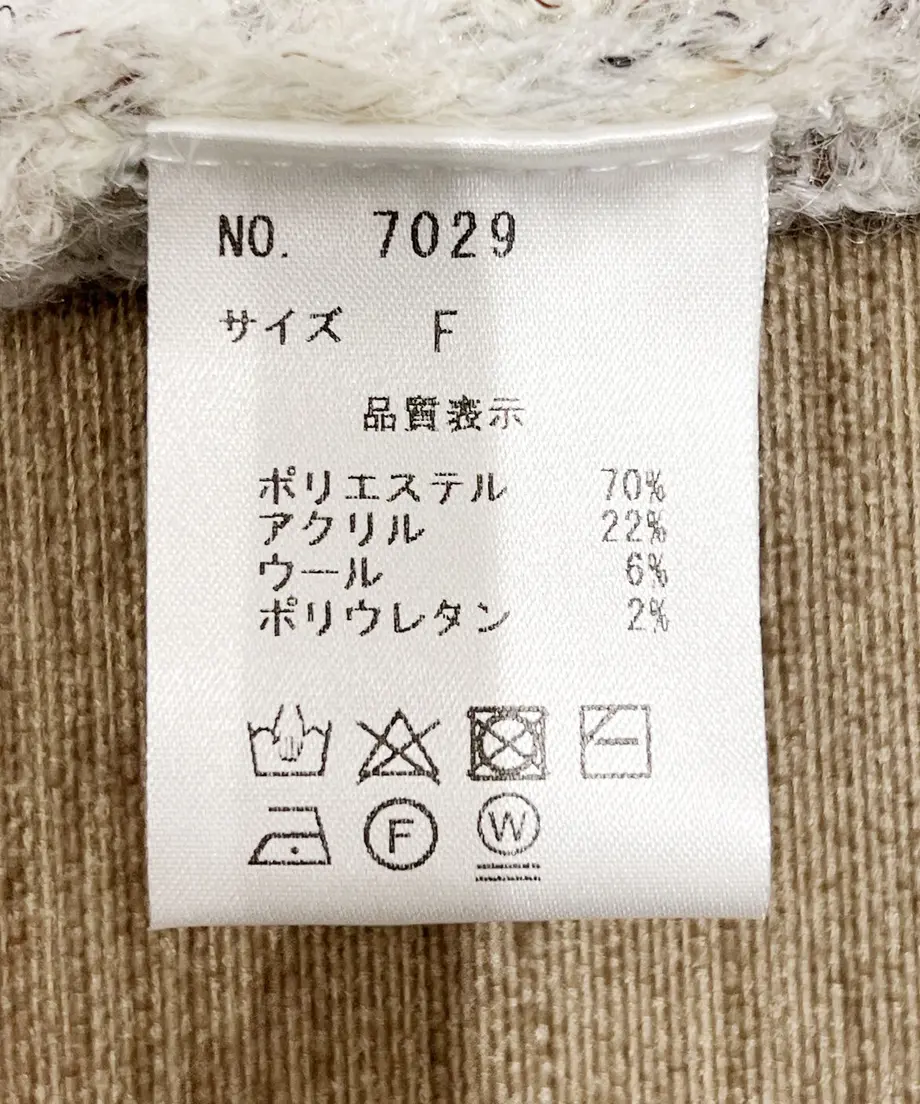 NO. 7029
サイズ F
品質表示
ポリエステル 70%
アクリル 22%
ウール 6%
ポリウレタン 2%
F W